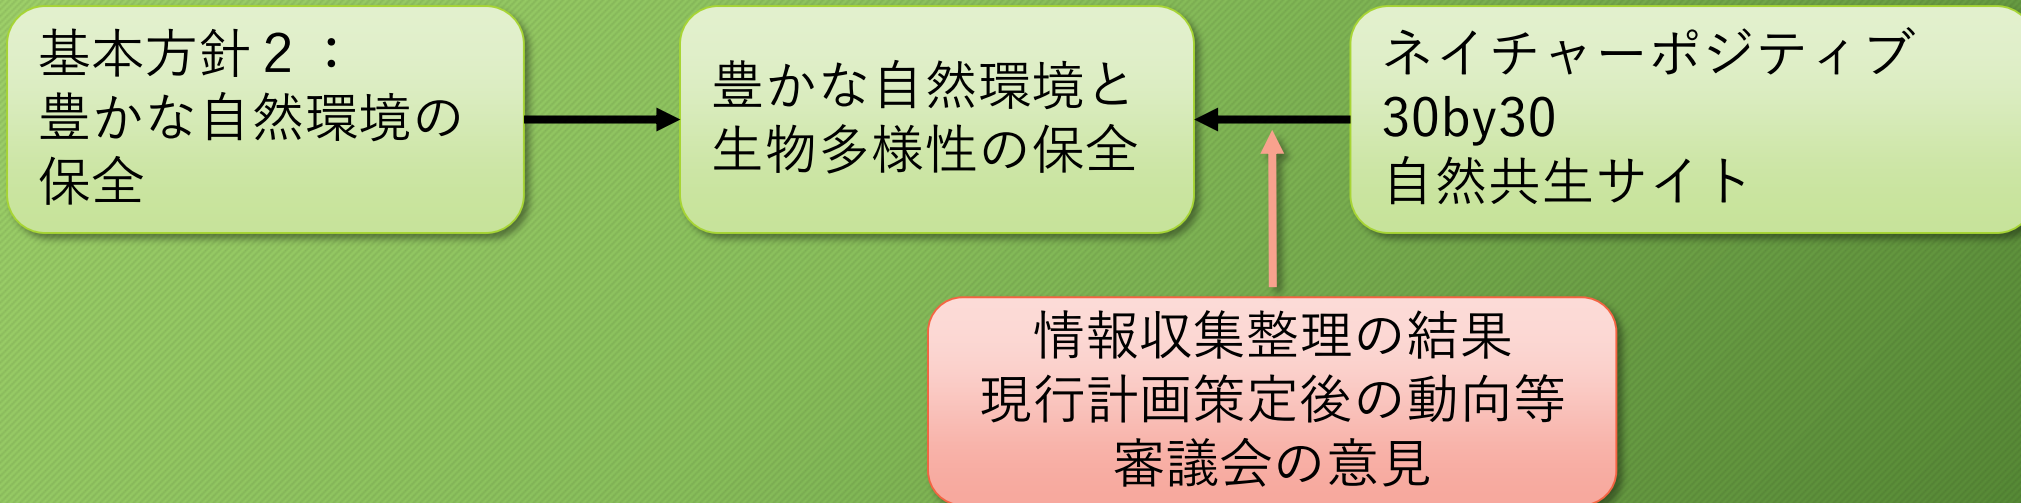 基本方針２：
豊かな自然環境の
保全
豊かな自然環境と
生物多様性の保全
ネイチャーポジティブ
30by30
自然共生サイト
情報収集整理の結果
現行計画策定後の動向等
審議会の意見